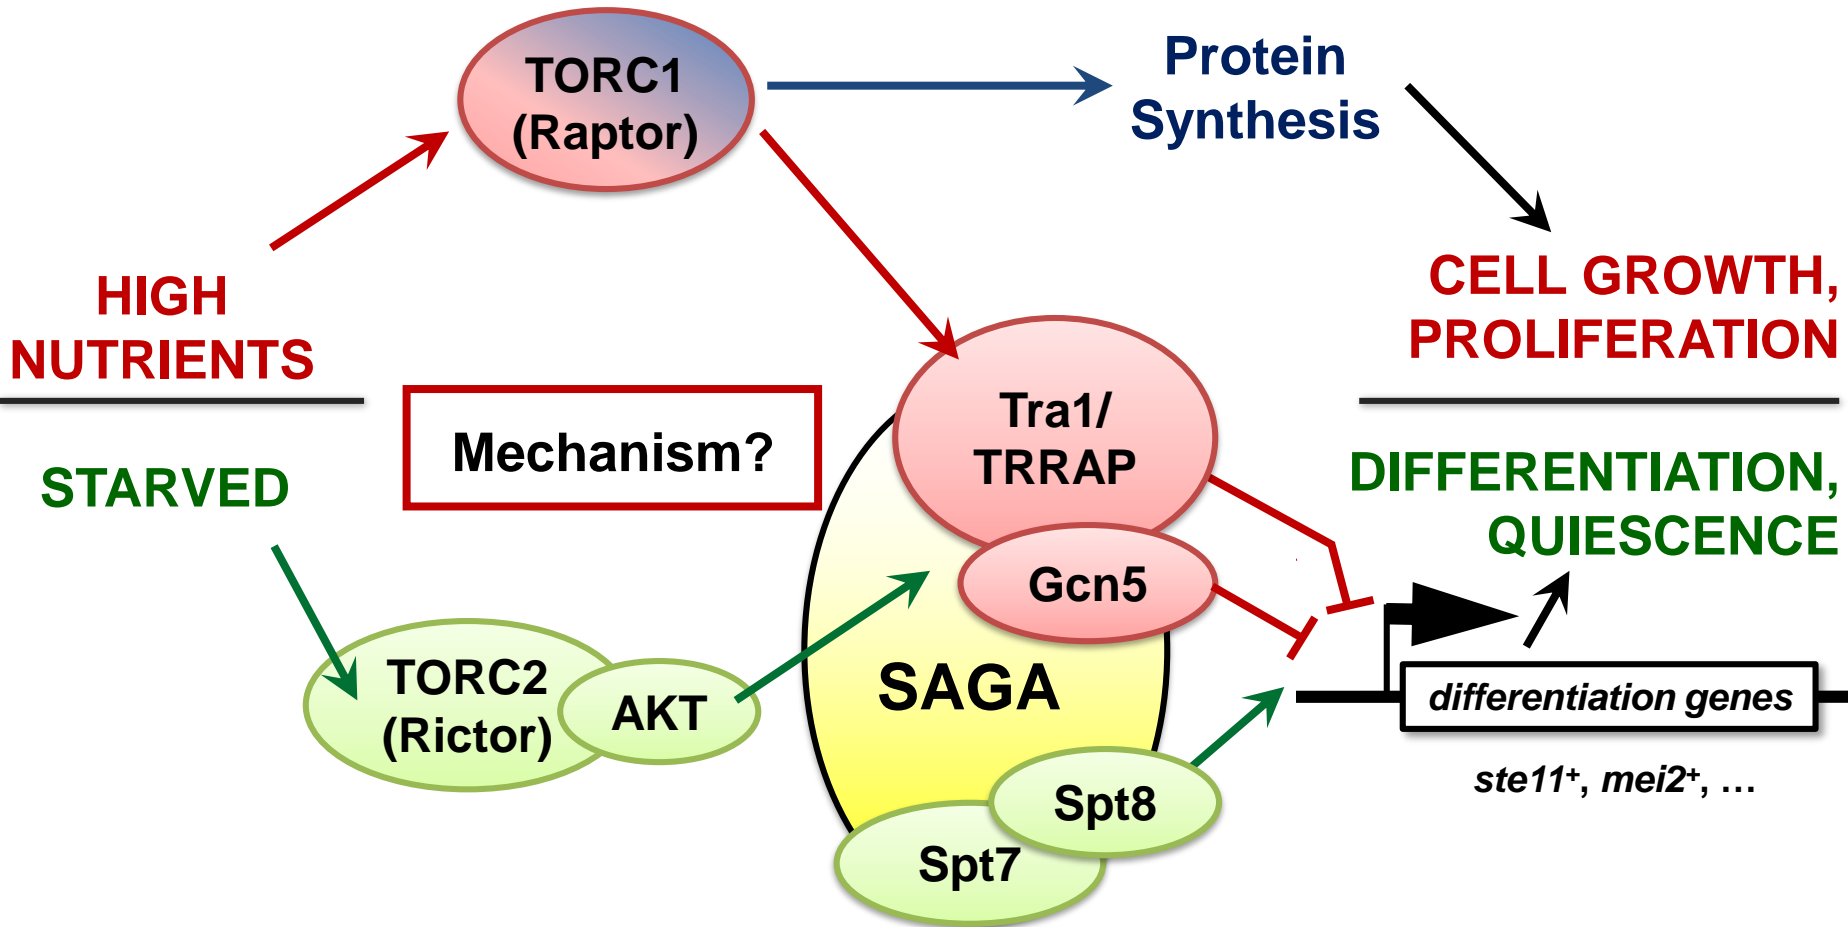 TORC1
(Raptor)
Protein
Synthesis
HIGH
NUTRIENTS
CELL GROWTH,
PROLIFERATION
Mechanism?
Tra1/
TRRAP
STARVED
DIFFERENTIATION,
QUIESCENCE
Gcn5
TORC2
(Rictor)
AKT
SAGA
differentiation genes
ste11⁺, mei2⁺, …
Spt8
Spt7